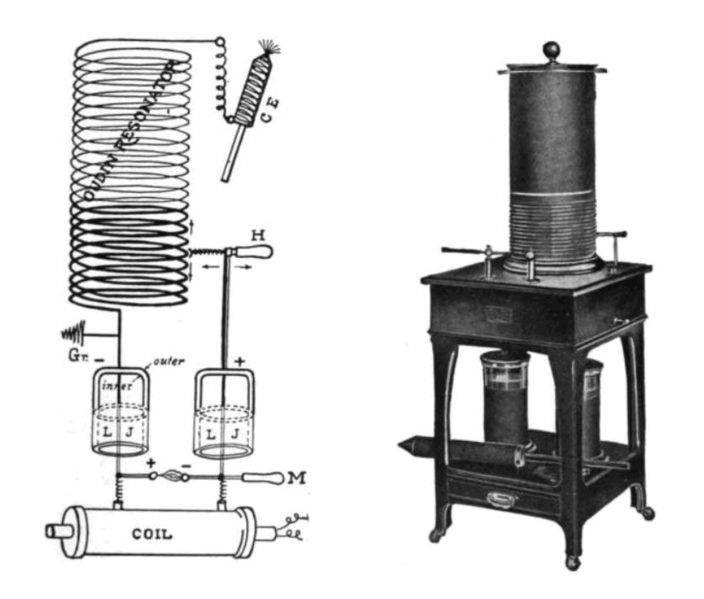 OUDIN RESONATOR
C E
H
Gr.
−
outer
+
inner
L J
L J
+
−
M
COIL